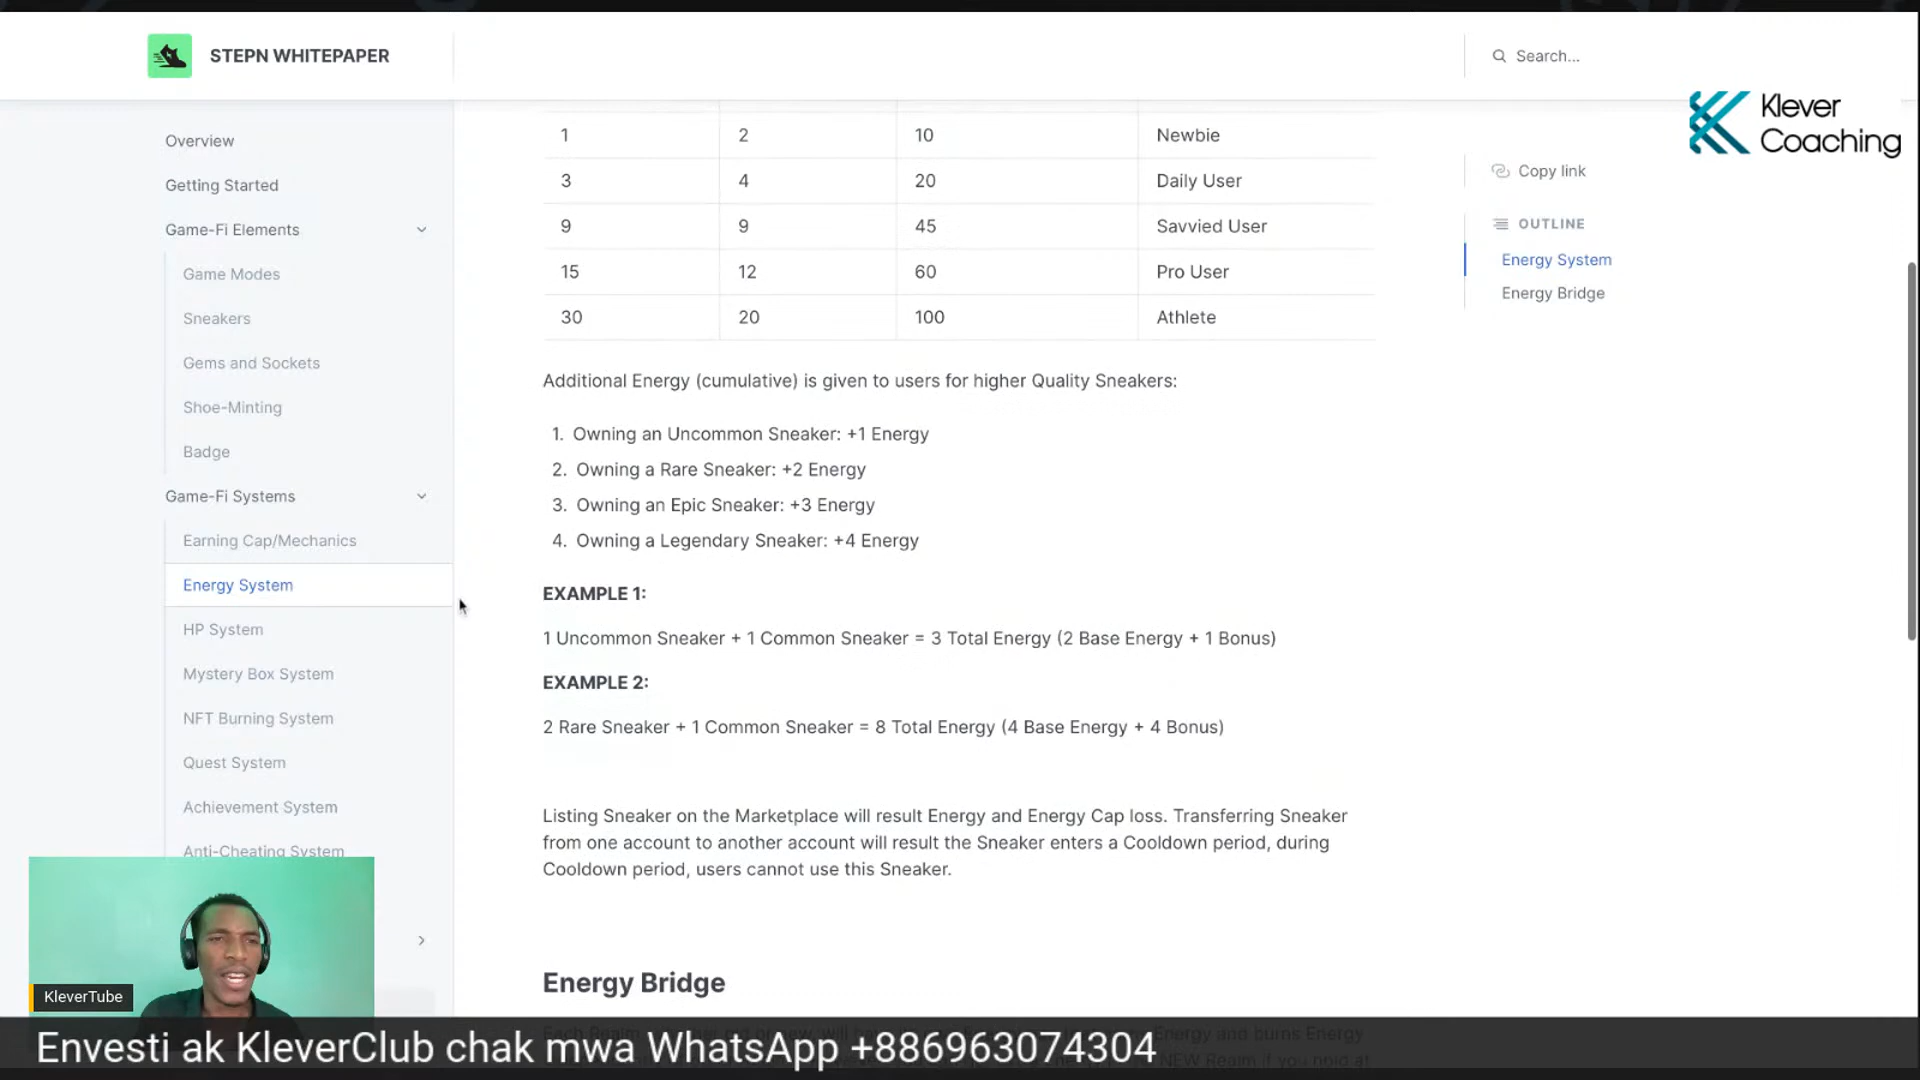 STEPN WHITEPAPER
Search...
Klever
Coaching
Overview
Getting Started
Game-Fi Elements
Game Modes
Sneakers
Gems and Sockets
Shoe-Minting
Badge
Game-Fi Systems
Earning Cap/Mechanics
Energy System
HP System
Mystery Box System
NFT Burning System
Quest System
Achievement System
Anti-Cheating System
1 2 10 Newbie
3 4 20 Daily User
9 9 45 Savvied User
15 12 60 Pro User
30 20 100 Athlete
Additional Energy (cumulative) is given to users for higher Quality Sneakers:
1. Owning an Uncommon Sneaker: +1 Energy
2. Owning a Rare Sneaker: +2 Energy
3. Owning an Epic Sneaker: +3 Energy
4. Owning a Legendary Sneaker: +4 Energy
EXAMPLE 1:
1 Uncommon Sneaker + 1 Common Sneaker = 3 Total Energy (2 Base Energy + 1 Bonus)
EXAMPLE 2:
2 Rare Sneaker + 1 Common Sneaker = 8 Total Energy (4 Base Energy + 4 Bonus)
Listing Sneaker on the Marketplace will result Energy and Energy Cap loss. Transferring Sneaker
from one account to another account will result the Sneaker enters a Cooldown period, during
Cooldown period, users cannot use this Sneaker.
Energy Bridge
Copy link
OUTLINE
Energy System
Energy Bridge
KleverTube
Envesti ak KleverClub chak mwa WhatsApp +886963074304